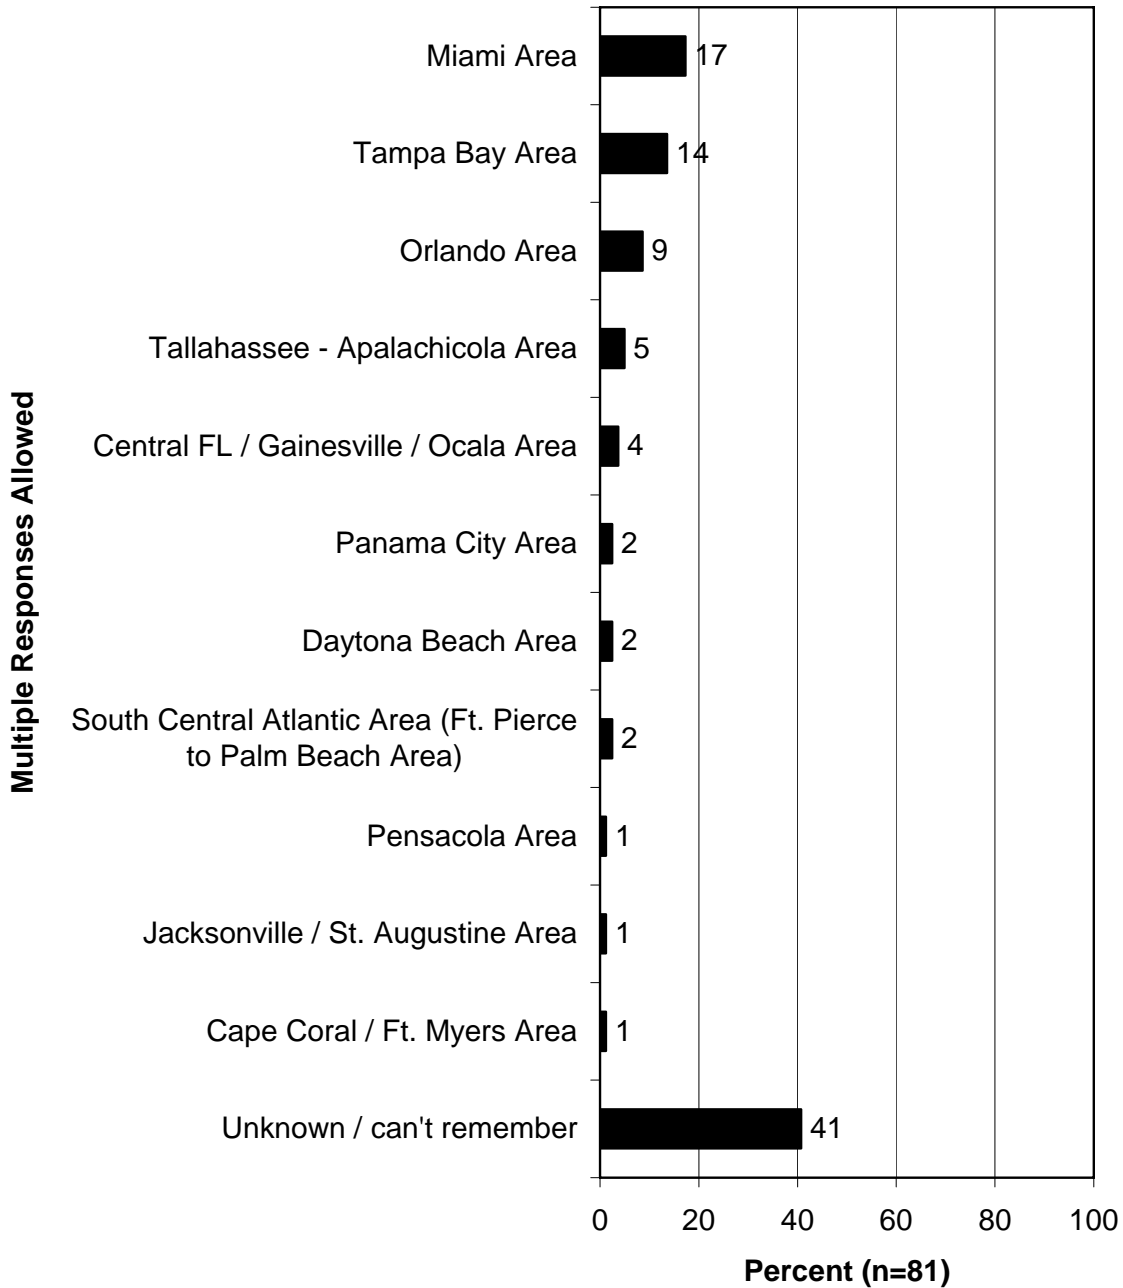 Multiple Responses Allowed
Miami Area 17
Tampa Bay Area 14
Orlando Area 9
Tallahassee - Apalachicola Area 5
Central FL / Gainesville / Ocala Area 4
Panama City Area 2
Daytona Beach Area 2
South Central Atlantic Area (Ft. Pierce
to Palm Beach Area) 2
Pensacola Area 1
Jacksonville / St. Augustine Area 1
Cape Coral / Ft. Myers Area 1
Unknown / can't remember 41
0 20 40 60 80 100
Percent (n=81)